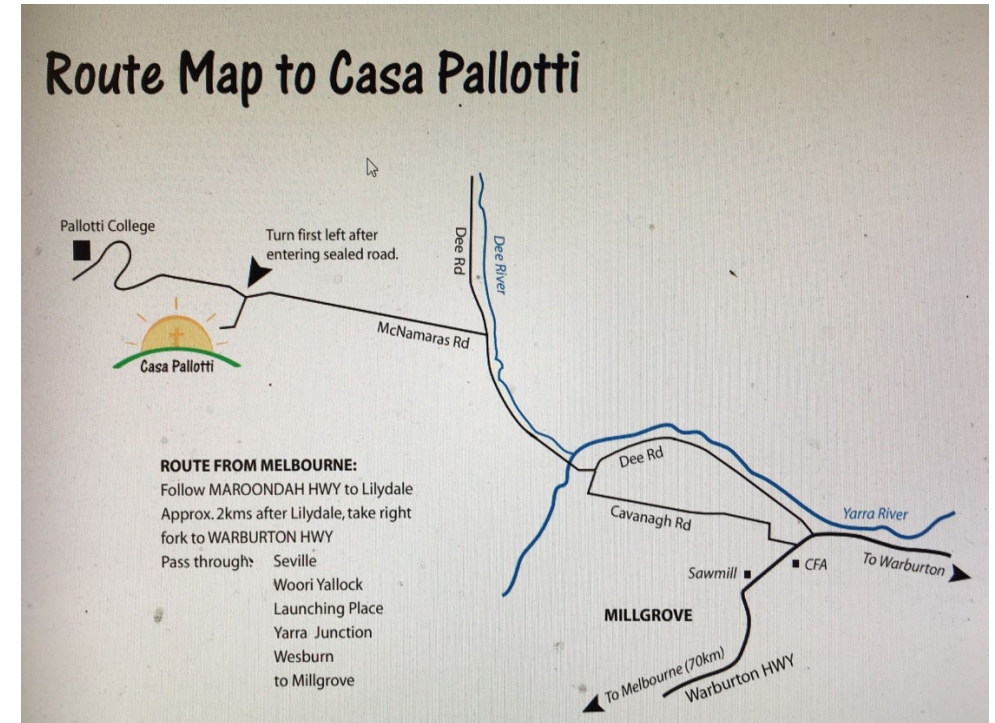 Route Map to Casa Pallotti
Pallotti College
Turn first left after
entering sealed road.
Dee Rd
Dee River
McNamaras Rd
Casa Pallotti
ROUTE FROM MELBOURNE:
Follow MAROONDAH HWY to Lilydale
Approx. 2kms after Lilydale, take right
fork to WARBURTON HWY
Pass through: Seville
Woori Yallock
Launching Place
Yarra Junction
Wesburn
to Millgrove
Dee Rd
Cavanagh Rd
Yarra River
Sawmill
CFA
To Warburton
MILLGROVE
To Melbourne (70km)
Warburton HWY